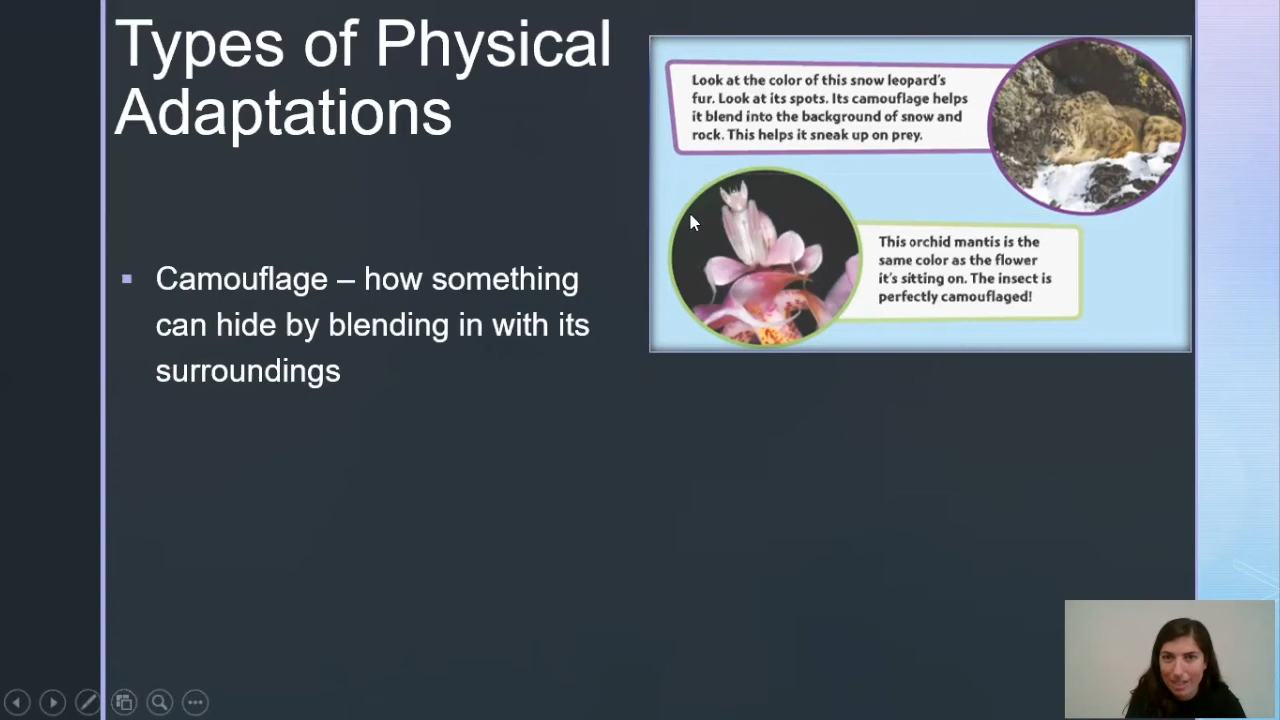 Types of Physical
Adaptations
Camouflage – how something
can hide by blending in with its
surroundings
Look at the color of this snow leopard's
fur. Look at its spots. Its camouflage helps
it blend into the background of snow and
rock. This helps it sneak up on prey.
This orchid mantis is the
same color as the flower
it's sitting on. The insect is
perfectly camouflaged!